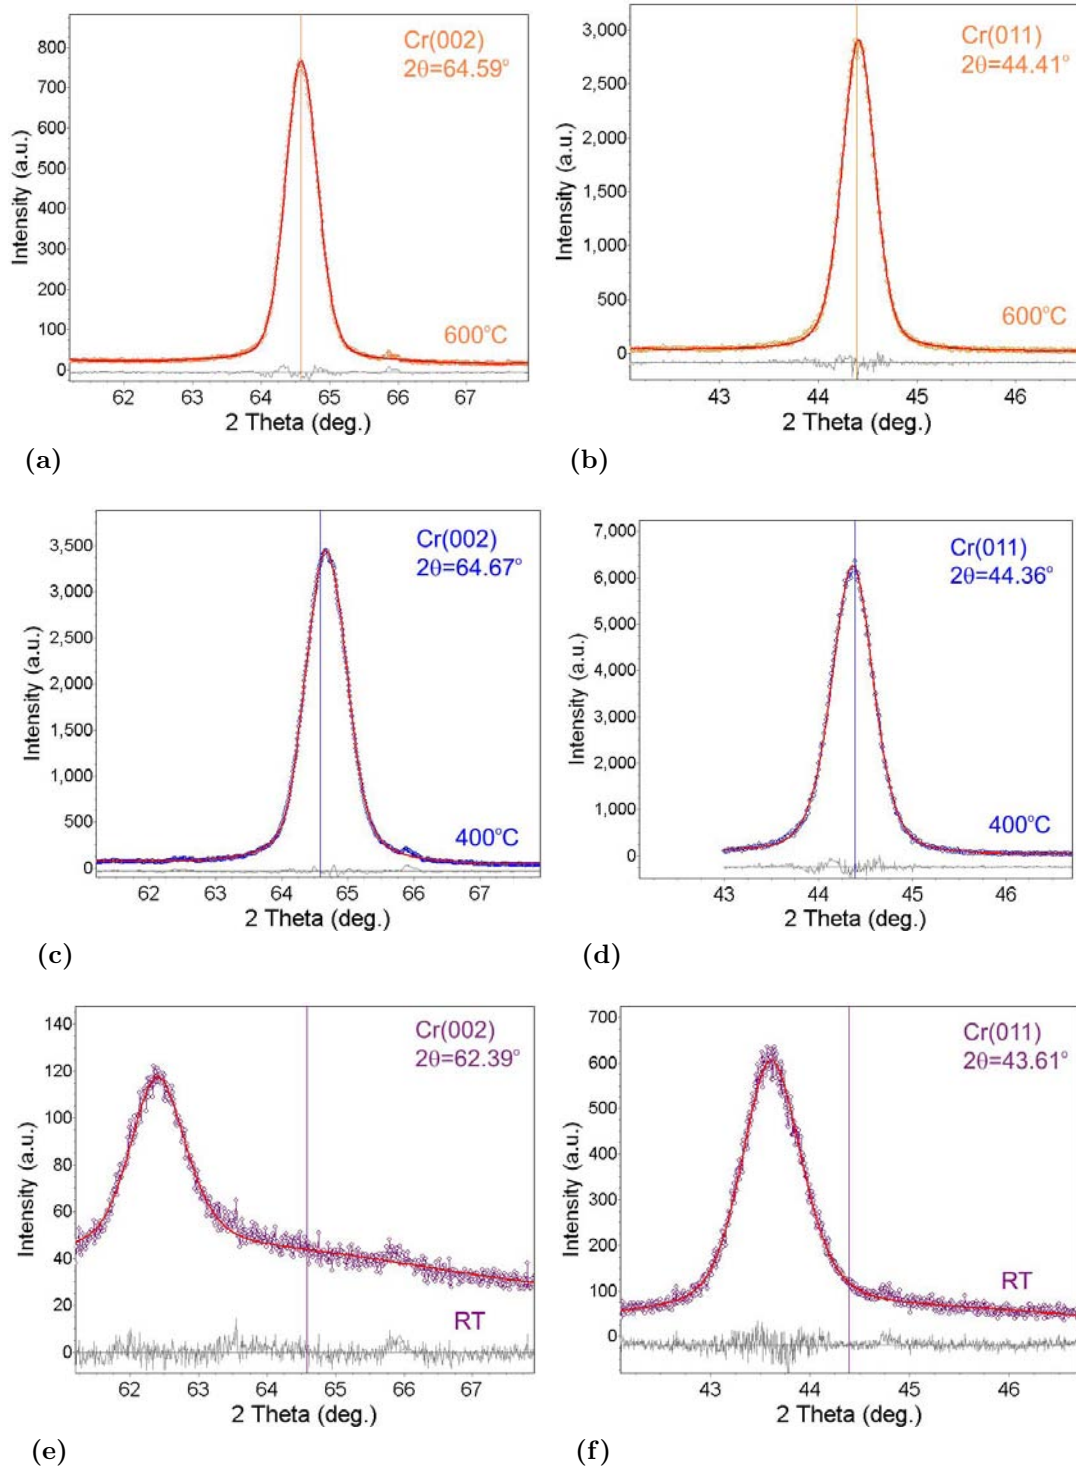 Cr(002)
2θ=64.59°
600°C
800
700
600
500
400
300
200
100
0
62 63 64 65 66 67
Intensity (a.u.)
2 Theta (deg.)
(a)
Cr(011)
2θ=44.41°
600°C
3,000
2,500
2,000
1,500
1,000
500
0
43 44 45 46
Intensity (a.u.)
2 Theta (deg.)
(b)
Cr(002)
2θ=64.67°
400°C
3,500
3,000
2,500
2,000
1,500
1,000
500
0
62 63 64 65 66 67
Intensity (a.u.)
2 Theta (deg.)
(c)
Cr(011)
2θ=44.36°
400°C
7,000
6,000
5,000
4,000
3,000
2,000
1,000
0
43 44 45 46
Intensity (a.u.)
2 Theta (deg.)
(d)
Cr(002)
2θ=62.39°
RT
140
120
100
80
60
40
20
0
62 63 64 65 66 67
Intensity (a.u.)
2 Theta (deg.)
(e)
Cr(011)
2θ=43.61°
RT
700
600
500
400
300
200
100
0
43 44 45 46
Intensity (a.u.)
2 Theta (deg.)
(f)